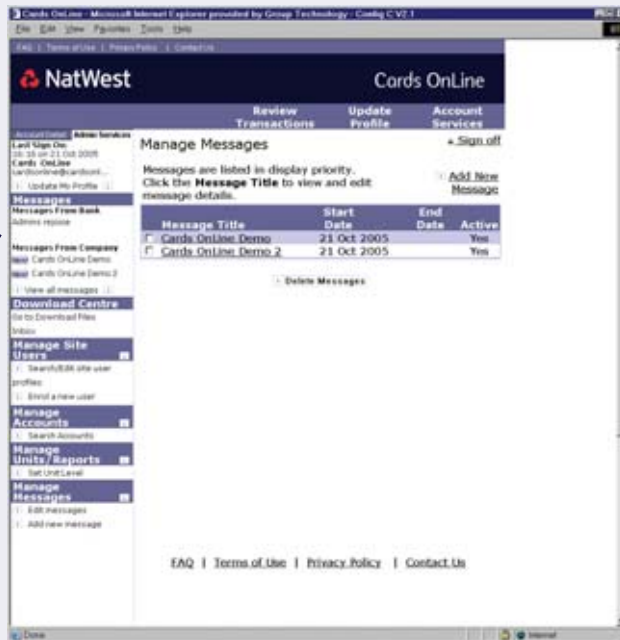 Cards OnLine - Microsoft Internet Explorer provided by Group Technology - Config C V2.1
File Edit View Favorites Tools Help
FAQ | Terms of Use | Privacy Policy | Contact Us
NatWest
Cards OnLine
Review Transactions
Update Profile
Account Services
Account Detail
Admin Services
Last Sign On:
21 Oct 2005
Cards OnLine
Update My Profile
Messages
Messages From Bank
Messages From Company
Cards OnLine Demo
Cards OnLine Demo 2
View all messages
Download Centre
Go to Download Files
Inbox
Manage Site
Users
Search/Edit site user
profiles
Enrol a new user
Manage
Accounts
Search Accounts
Manage
Units/Reports
Set Unit Level
Manage
Messages
Edit messages
Add new message
Manage Messages
Sign off
Messages are listed in display priority.
Click the Message Title to view and edit
message details.
Add New
Message
Message Title Start Date End Date Active
Cards OnLine Demo 21 Oct 2005 Yes
Cards OnLine Demo 2 21 Oct 2005 Yes
Delete Messages
FAQ | Terms of Use | Privacy Policy | Contact Us
Done
Internet